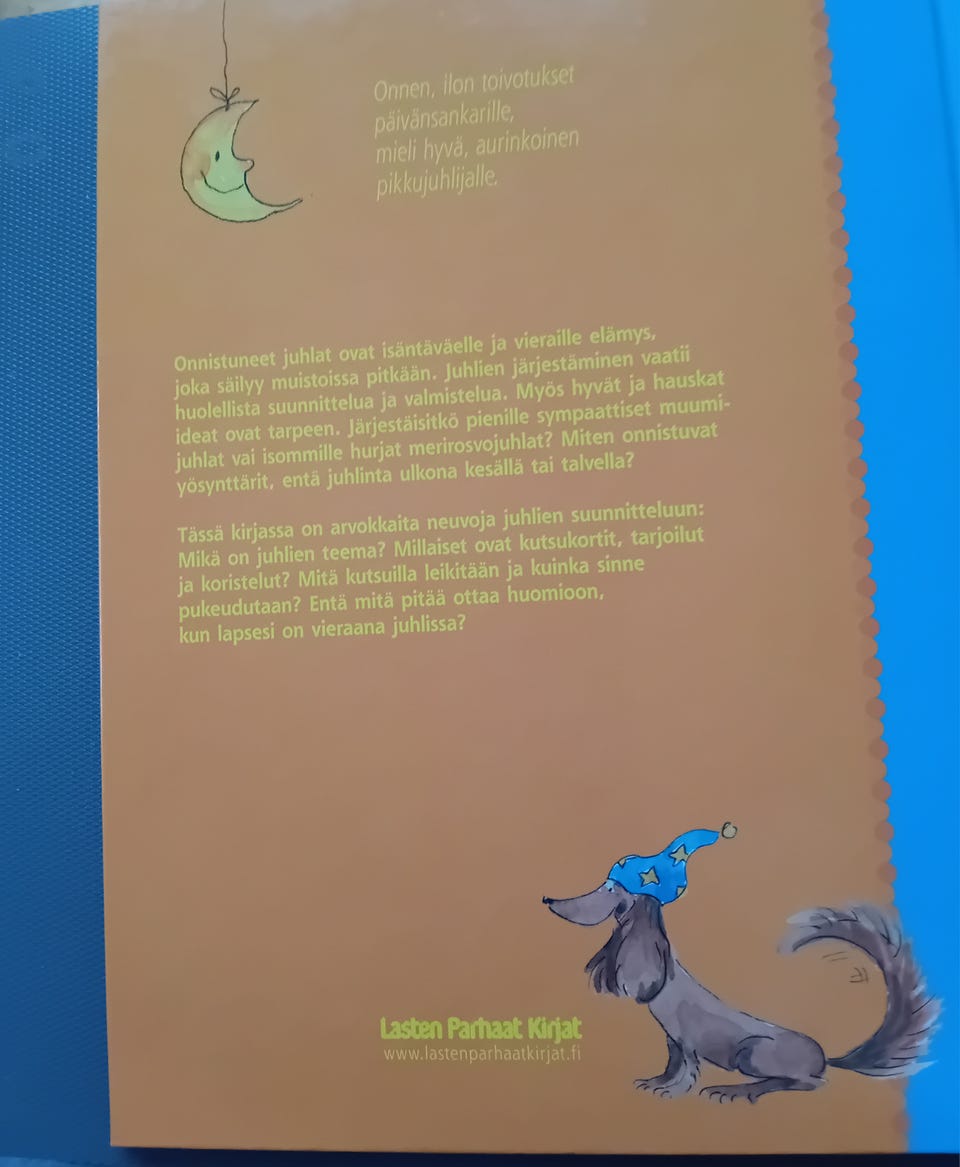 Onnen, ilon toivotukset
päivänsankarille,
mieli hyvä, aurinkoinen
pikkujuhlijalle.
Onnistuneet juhlat ovat isäntäväelle ja vieraille elämys,
joka säilyy muistoissa pitkään. Juhlien järjestäminen vaatii
huolellista suunnittelua ja valmistelua. Myös hyvät ja hauskat
ideat ovat tarpeen. Järjestäisitkö pienille sympaattiset muumi-
juhlat vai isommille hurjat merirosvojuhlat? Miten onnistuvat
yösynttärit, entä juhlinta ulkona kesällä tai talvella?
Tässä kirjassa on arvokkaita neuvoja juhlien suunnitteluun:
Mikä on juhlien teema? Millaiset ovat kutsukortit, tarjoilut
ja koristelut? Mitä kutsuilla leikitään ja kuinka sinne
pukeudutaan? Entä mitä pitää ottaa huomioon,
kun lapsesi on vieraana juhlissa?
Lasten Parhaat Kirjat
www.lastenparhaatkirjat.fi